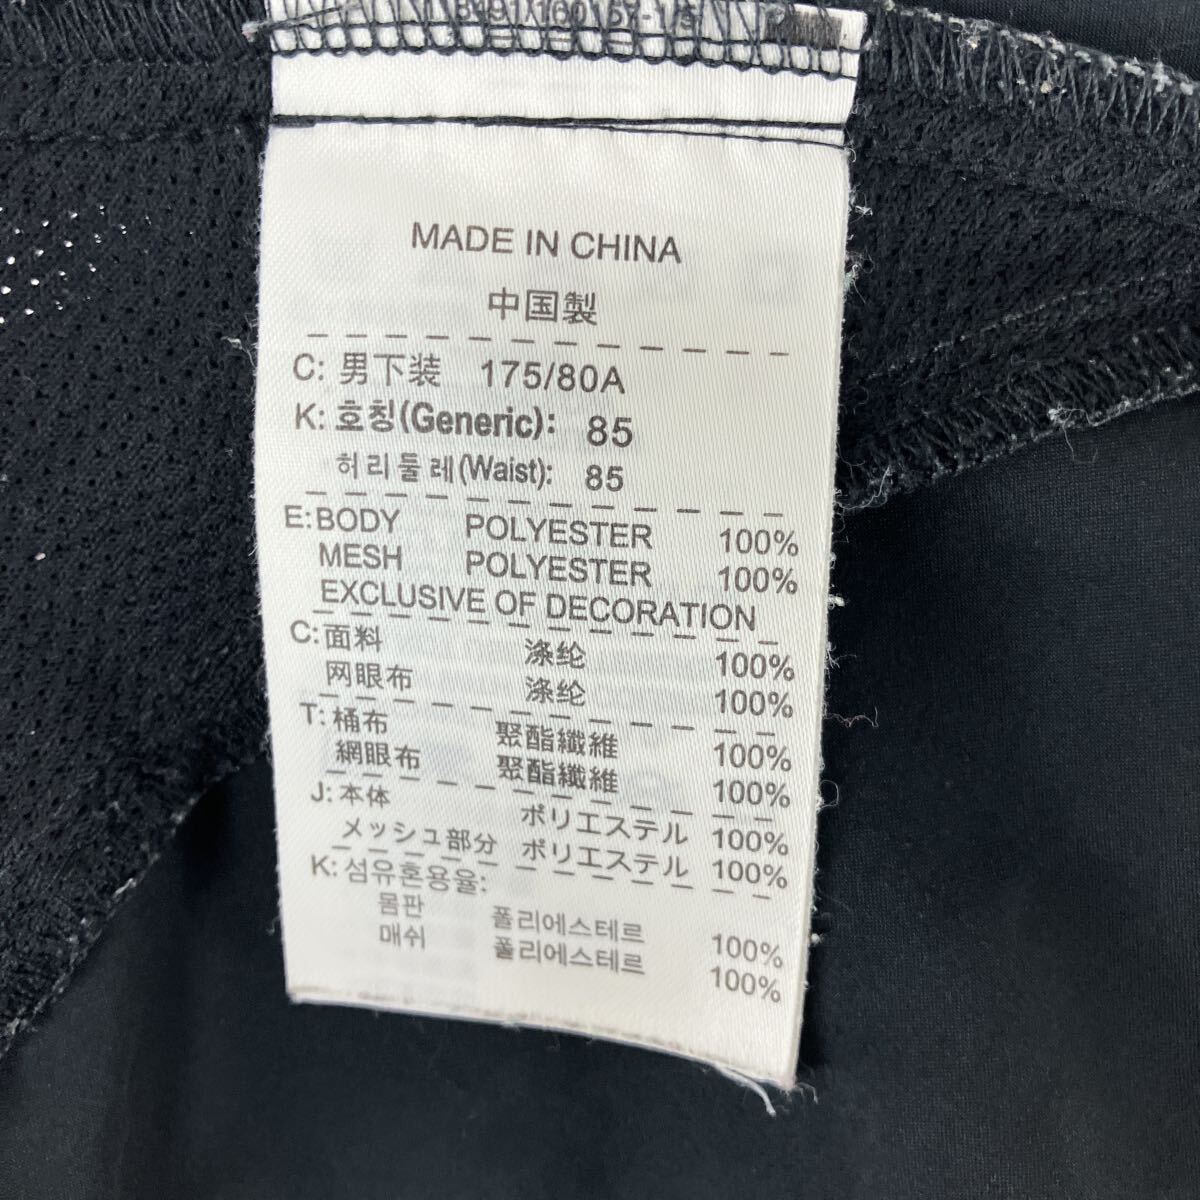 MADE IN CHINA
中国製
C: 男下装 175/80A
K: 호칭(Generic): 85
허리둘레(Waist): 85
E: BODY POLYESTER 100%
MESH POLYESTER 100%
EXCLUSIVE OF DECORATION
C: 面料 涤纶 100%
网眼布 涤纶 100%
T: 桶布 聚酯纖維 100%
網眼布 聚酯纖維 100%
J: 本体 ポリエステル 100%
メッシュ部分 ポリエステル 100%
K: 섬유혼용율:
몸판 폴리에스테르 100%
매쉬 폴리에스테르 100%